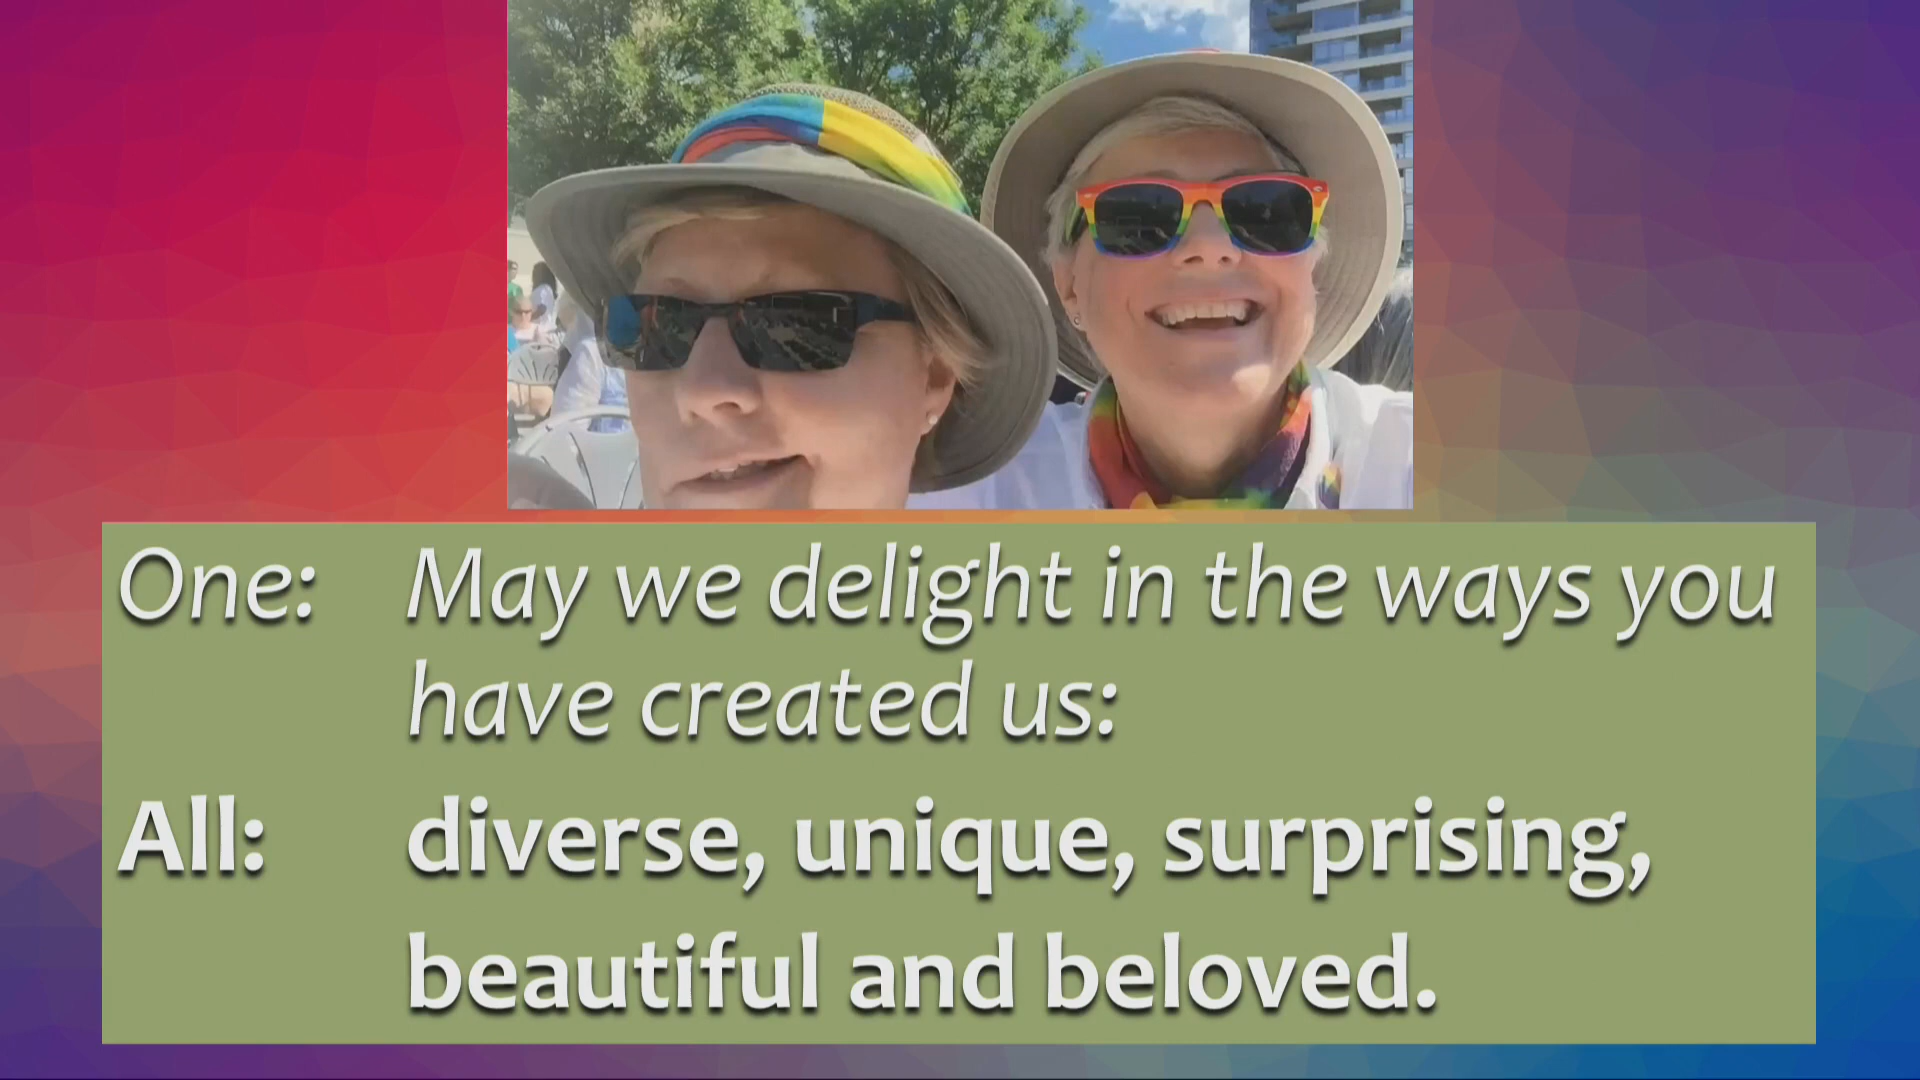 One: May we delight in the ways you
have created us:
All: diverse, unique, surprising,
beautiful and beloved.